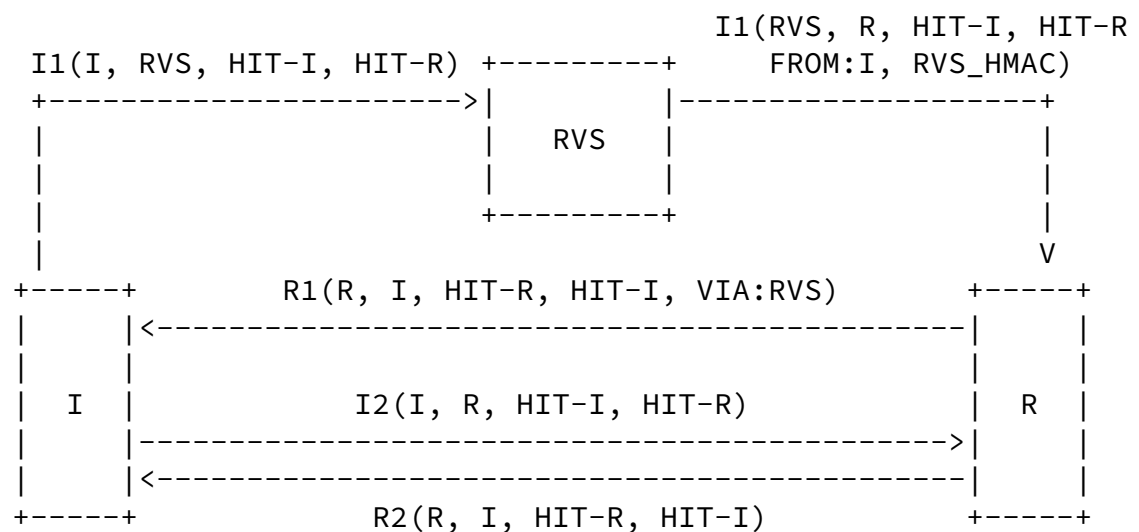 I1(RVS, R, HIT-I, HIT-R
I1(I, RVS, HIT-I, HIT-R) FROM:I, RVS_HMAC)
RVS
R1(R, I, HIT-R, HIT-I, VIA:RVS)
I I2(I, R, HIT-I, HIT-R) R
R2(R, I, HIT-R, HIT-I)